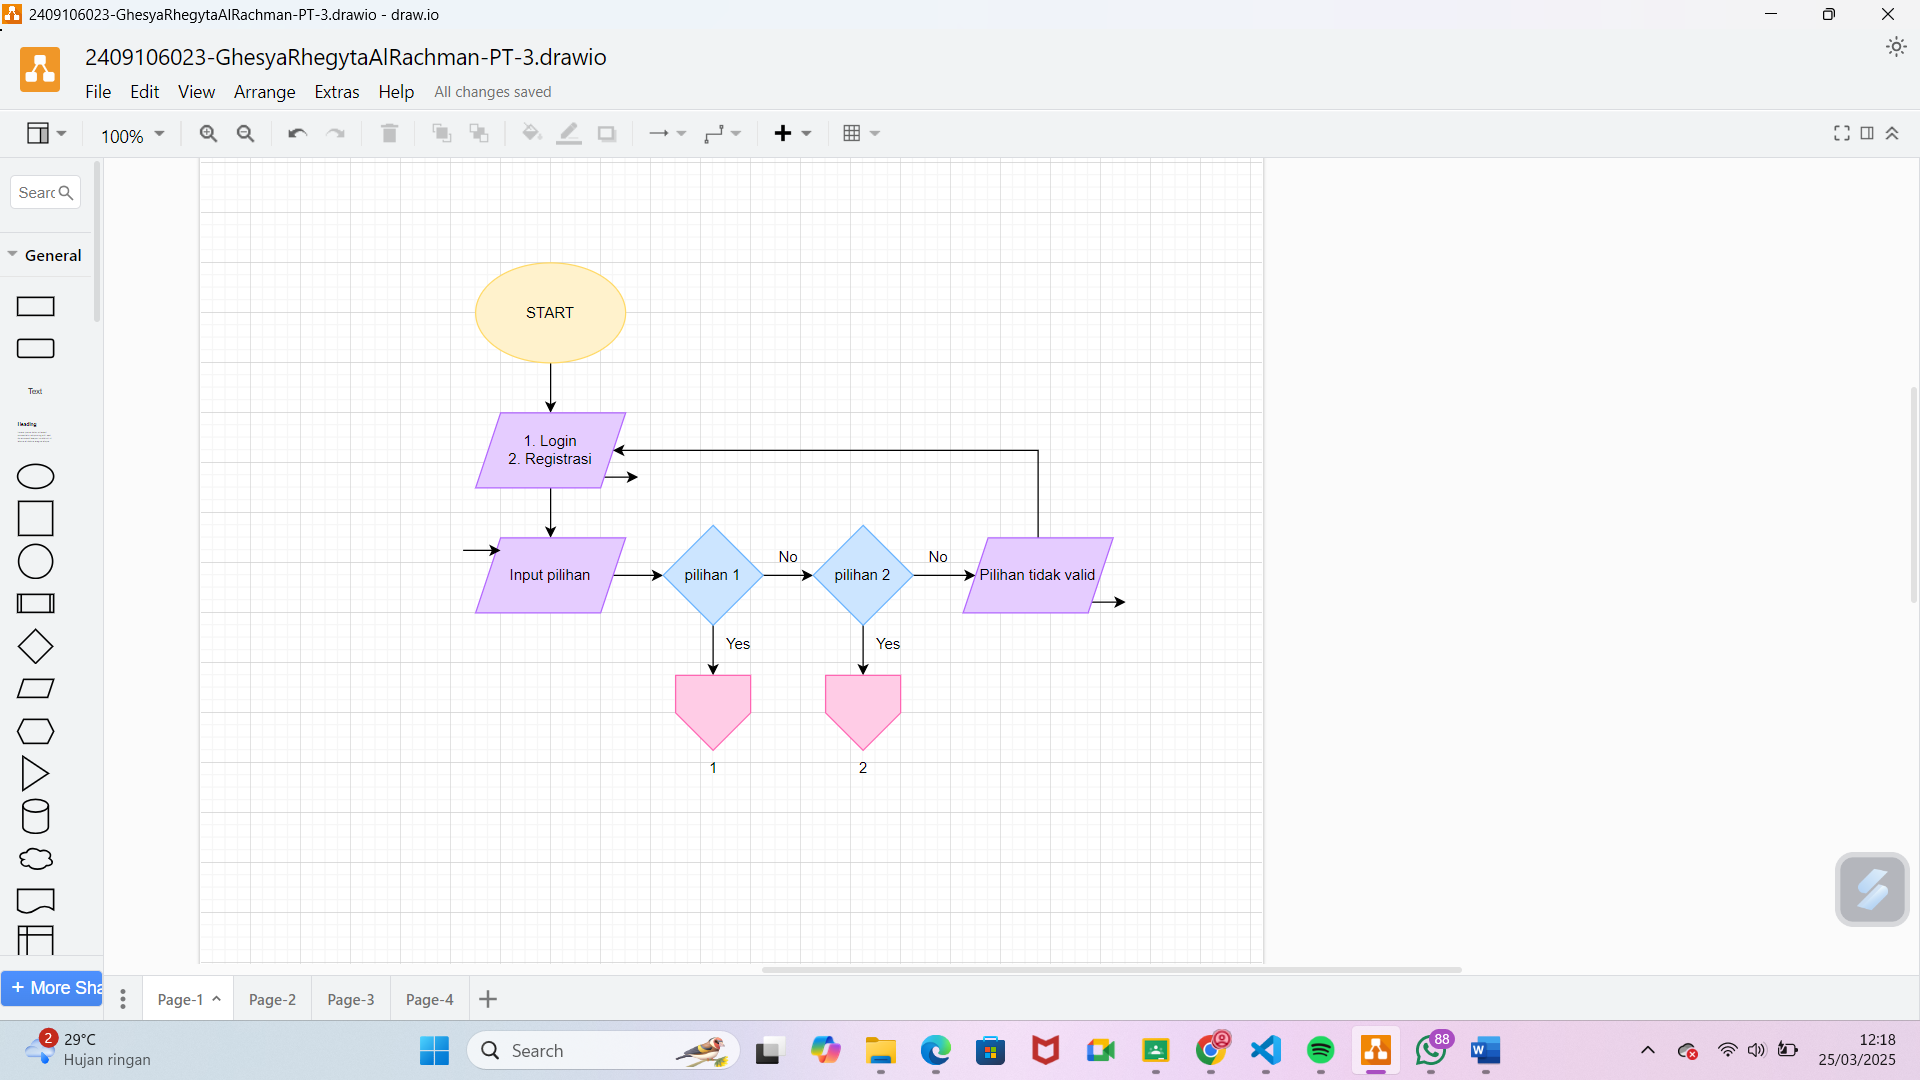 2409106023-GhesyaRhegytaAlRachman-PT-3.drawio - draw.io
2409106023-GhesyaRhegytaAlRachman-PT-3.drawio
File Edit View Arrange Extras Help All changes saved
100%
Searc
General
Text
Heading
START
1. Login
2. Registrasi
Input pilihan
pilihan 1
No
pilihan 2
No
Pilihan tidak valid
Yes
Yes
1
2
+ More Sha
Page-1
Page-2
Page-3
Page-4
2
29°C
Hujan ringan
Search
88
12:18
25/03/2025